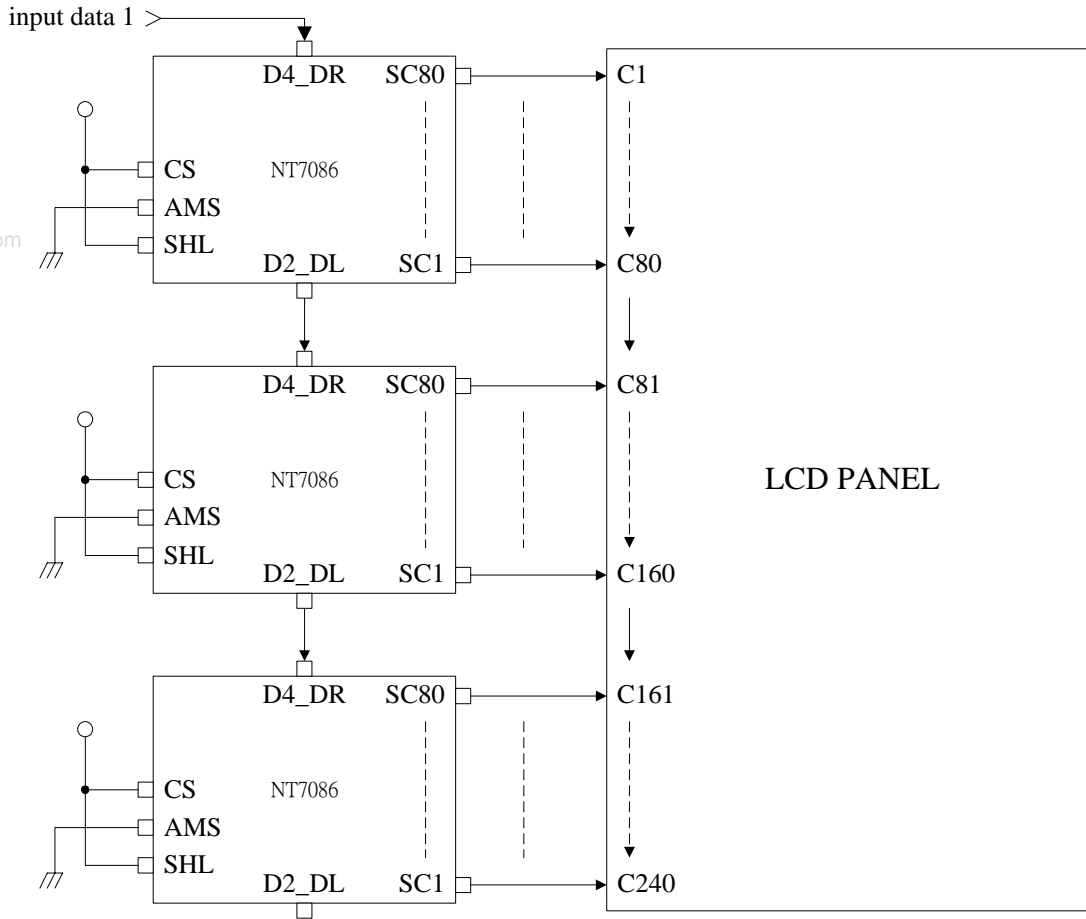 input data 1
D4_DR SC80
C1
CS NT7086
AMS
om
SHL
D2_DL SC1
C80
D4_DR SC80
C81
CS NT7086
LCD PANEL
AMS
SHL
D2_DL SC1
C160
D4_DR SC80
C161
CS NT7086
AMS
SHL
D2_DL SC1
C240